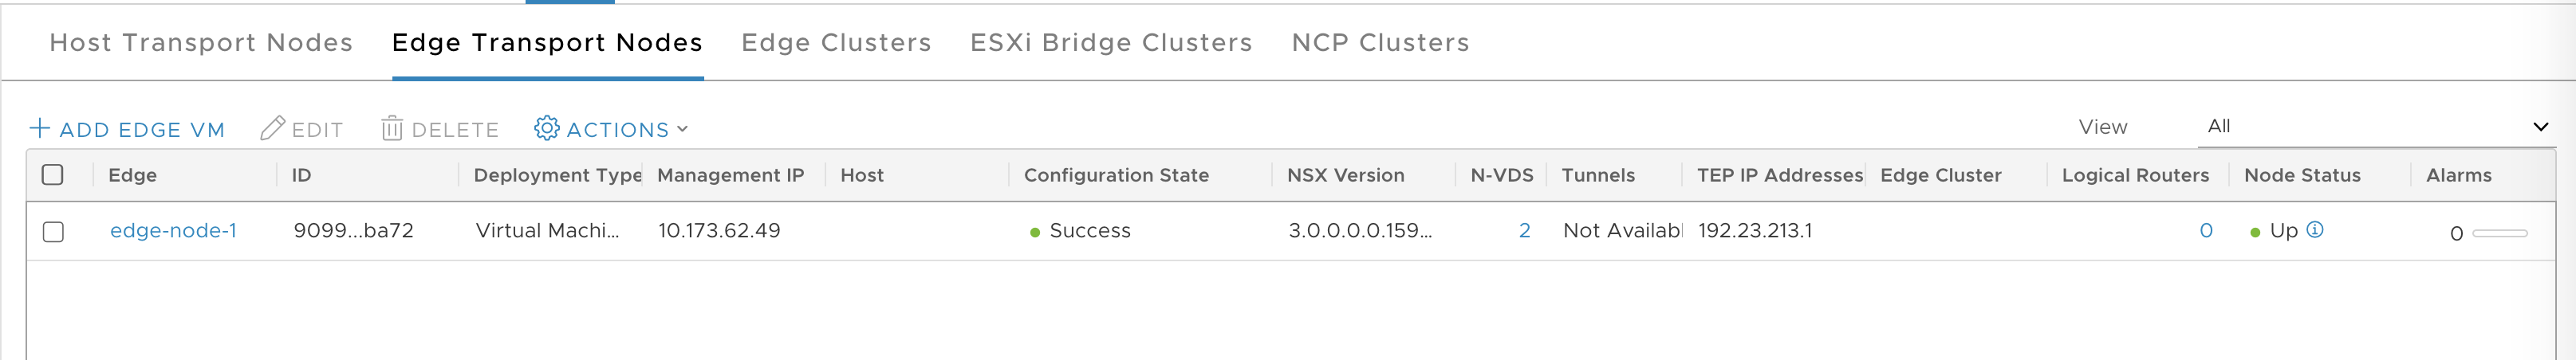 Host Transport Nodes Edge Transport Nodes Edge Clusters ESXi Bridge Clusters NCP Clusters
+ ADD EDGE VM EDIT DELETE ACTIONS View All
Edge ID Deployment Type Management IP Host Configuration State NSX Version N-VDS Tunnels TEP IP Addresses Edge Cluster Logical Routers Node Status Alarms
edge-node-1 9099...ba72 Virtual Machi... 10.173.62.49 Success 3.0.0.0.0.159... 2 Not Availabl 192.23.213.1 0 Up 0